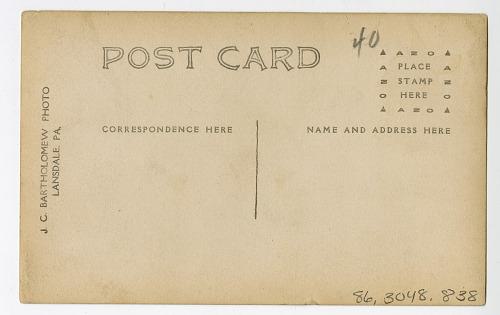 POST CARD
40
▲ A Z O ▲
A PLACE A
N STAMP N
O HERE O
▲ A Z O ▲
CORRESPONDENCE HERE
NAME AND ADDRESS HERE
J. C. BARTHOLOMEW PHOTO
LANSDALE, PA.
86.3048.838